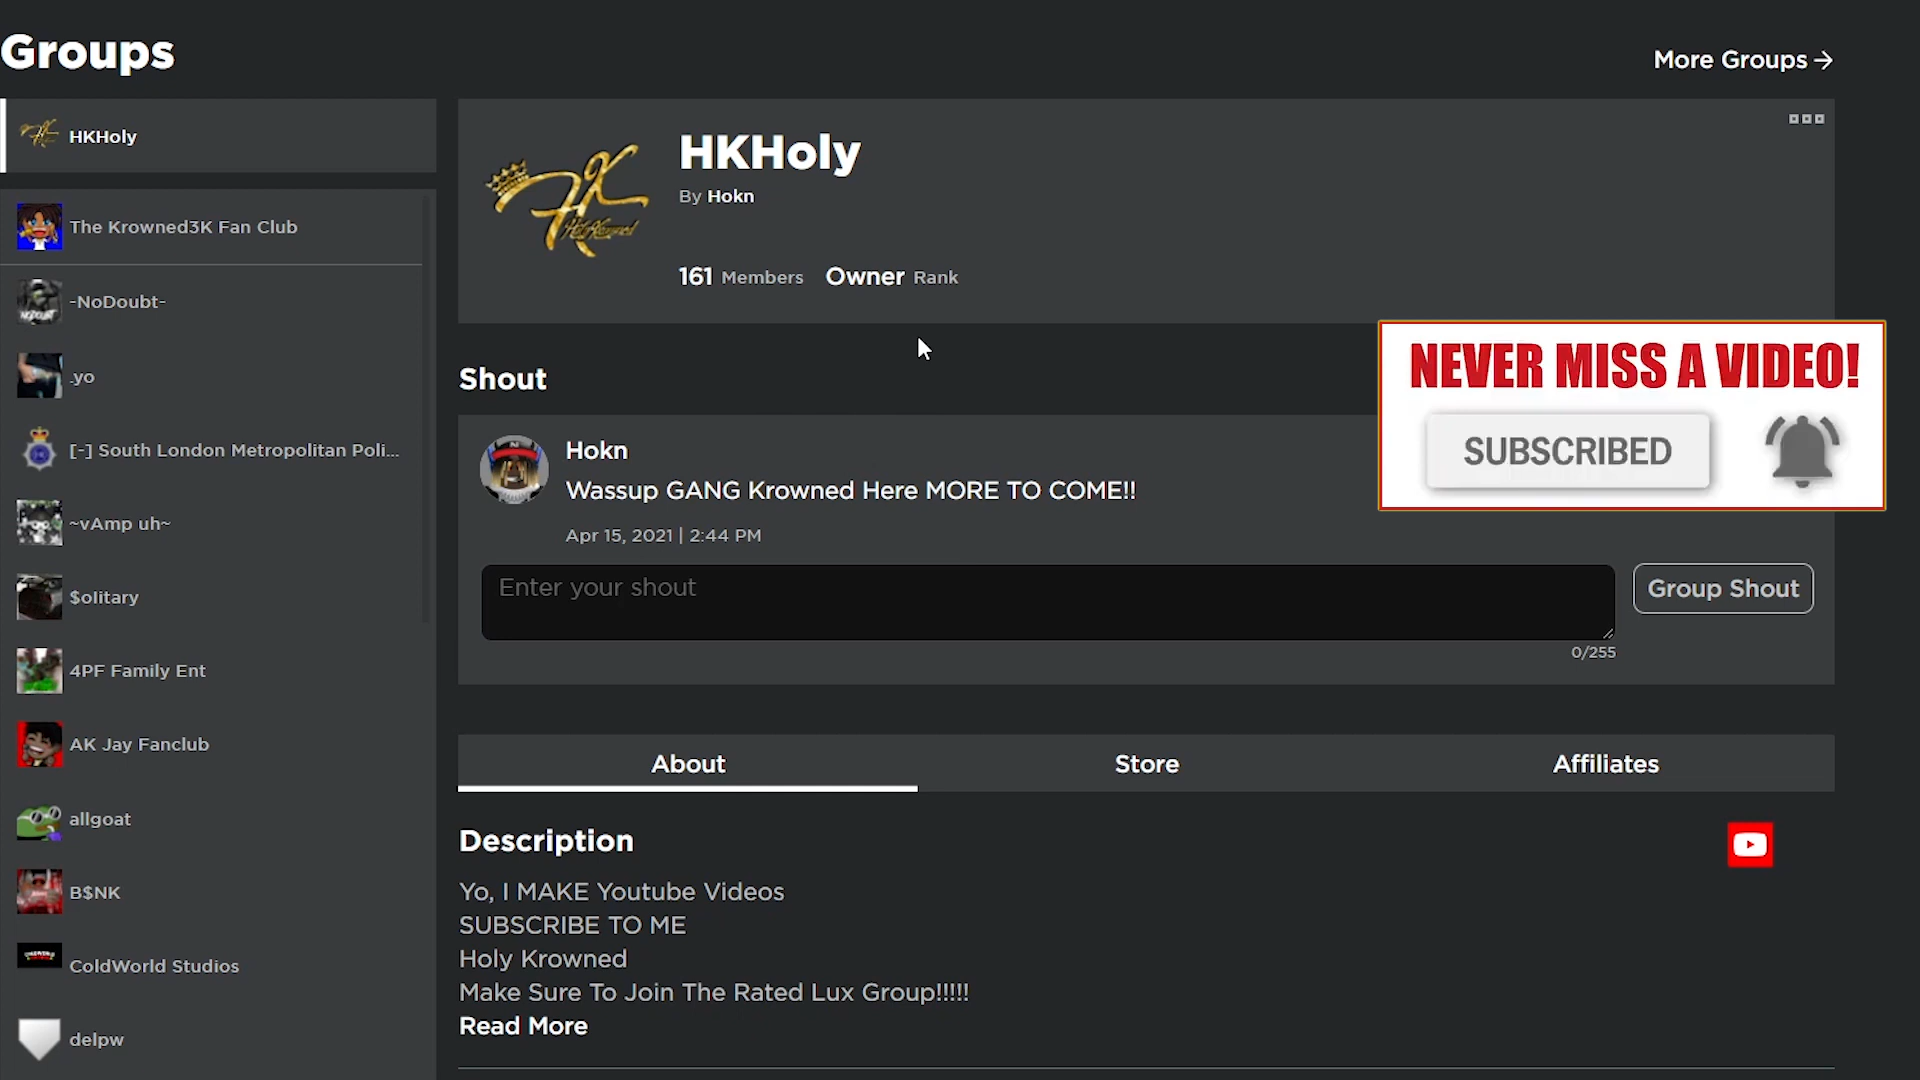 Groups
More Groups
HKHoly
The Krowned3K Fan Club
-NoDoubt-
.yo
[-] South London Metropolitan Poli...
~vAmp uh~
$olitary
4PF Family Ent
AK Jay Fanclub
allgoat
B$NK
ColdWorld Studios
delpw
HKHoly
By Hokn
161 Members Owner Rank
Shout
Hokn
Wassup GANG Krowned Here MORE TO COME!!
Apr 15, 2021 | 2:44 PM
Enter your shout
Group Shout
0/255
NEVER MISS A VIDEO!
SUBSCRIBED
About
Store
Affiliates
Description
Yo, I MAKE Youtube Videos
SUBSCRIBE TO ME
Holy Krowned
Make Sure To Join The Rated Lux Group!!!!!
Read More